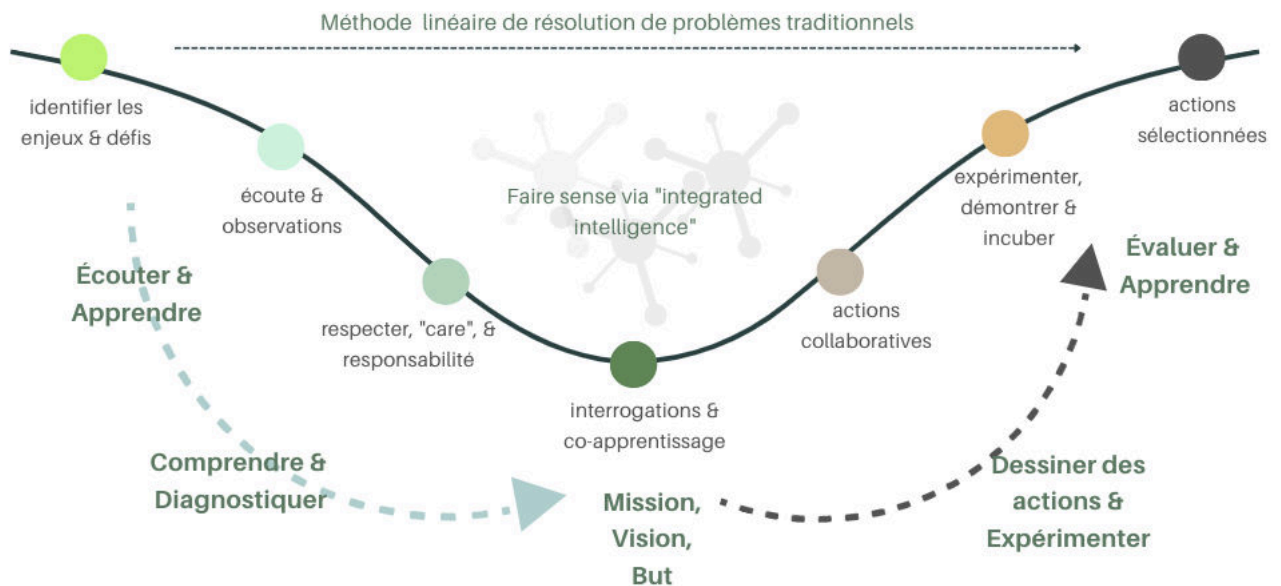 Méthode linéaire de résolution de problèmes traditionnels
identifier les
enjeux & défis
actions
sélectionnées
écoute &
observations
Faire sense via "integrated
intelligence"
expérimenter,
démontrer &
incuber
Écouter &
Apprendre
Évaluer &
Apprendre
respecter, "care", &
responsabilité
actions
collaboratives
interrogations &
co-apprentissage
Comprendre &
Diagnostiquer
Mission,
Vision,
But
Dessiner des
actions &
Expérimenter